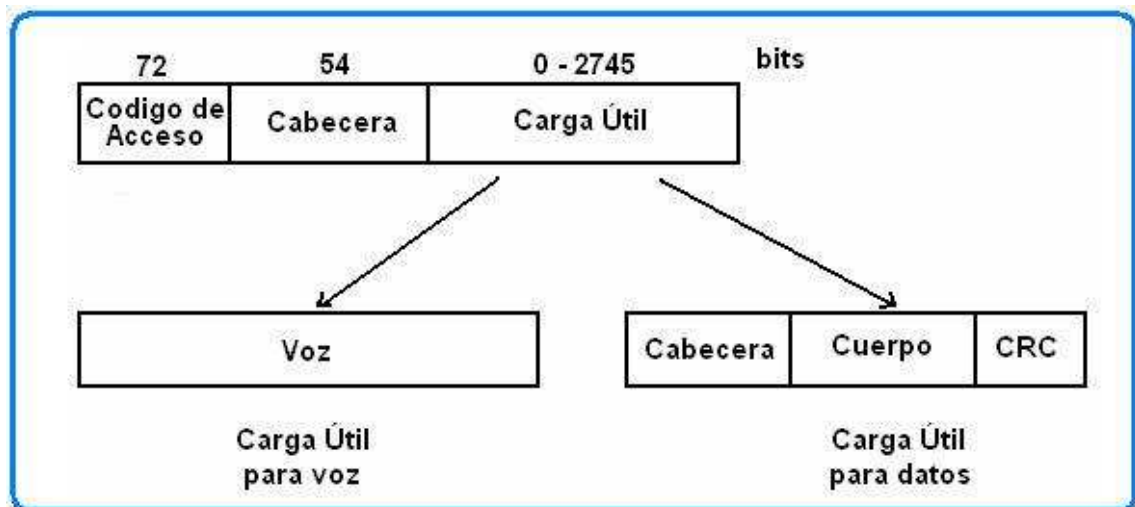 72 54 0 - 2745 bits
Codigo de
Acceso
Cabecera
Carga Útil
Voz
Cabecera
Cuerpo
CRC
Carga Útil
para voz
Carga Útil
para datos